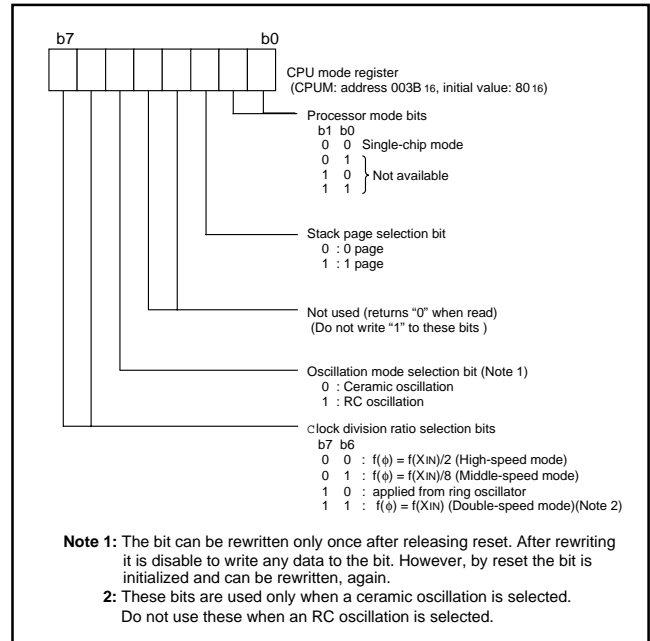 b7 b0
CPU mode register
(CPUM: address 003B16, initial value: 8016)
Processor mode bits
b1 b0
0 0 Single-chip mode
0 1
1 0 Not available
1 1
Stack page selection bit
0 : 0 page
1 : 1 page
Not used (returns “0” when read)
(Do not write “1” to these bits )
Oscillation mode selection bit (Note 1)
0 : Ceramic oscillation
1 : RC oscillation
Clock division ratio selection bits
b7 b6
0 0 : f(φ) = f(XIN)/2 (High-speed mode)
0 1 : f(φ) = f(XIN)/8 (Middle-speed mode)
1 0 : applied from ring oscillator
1 1 : f(φ) = f(XIN) (Double-speed mode)(Note 2)
Note 1: The bit can be rewritten only once after releasing reset. After rewriting
it is disable to write any data to the bit. However, by reset the bit is
initialized and can be rewritten, again.
2: These bits are used only when a ceramic oscillation is selected.
Do not use these when an RC oscillation is selected.